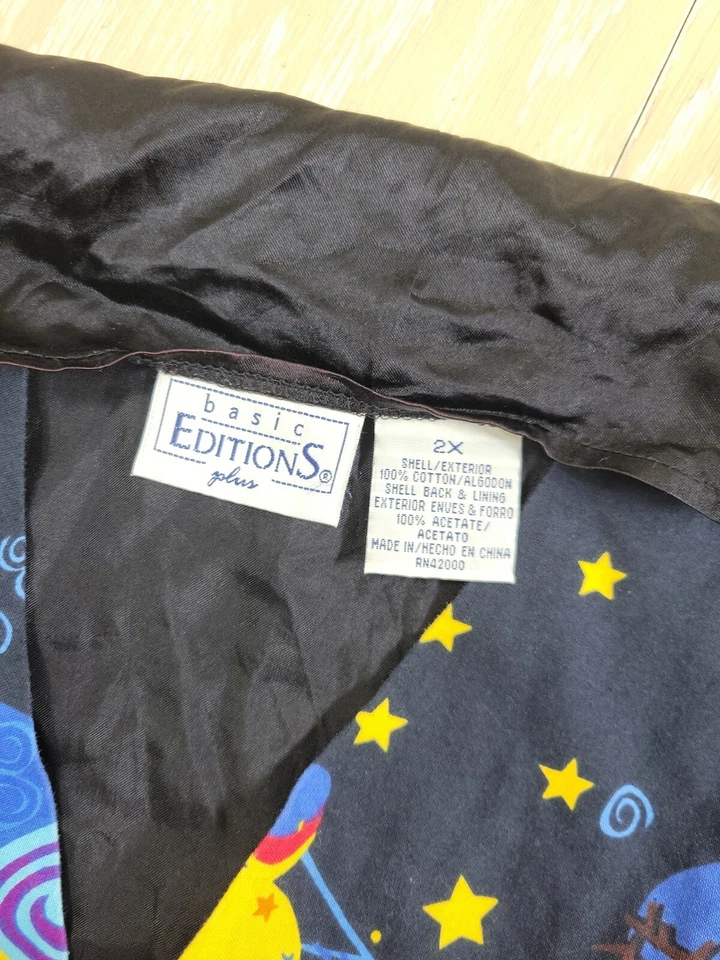 basic
EDITIONS®
plus
2X
SHELL/EXTERIOR
100% COTTON/ALGODON
SHELL BACK & LINING
EXTERIOR ENVES & FORRO
100% ACETATE/
ACETATO
MADE IN/HECHO EN CHINA
RN42000